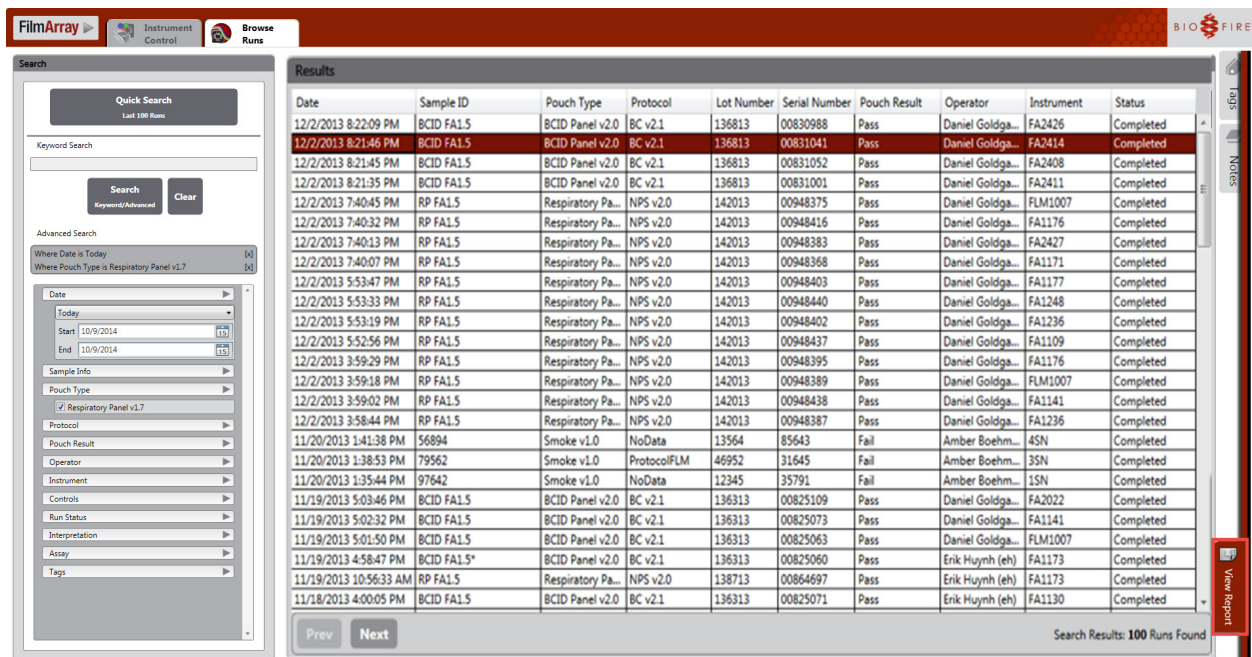 FilmArray
Instrument Control
Browse Runs
BIO FIRE
Search
Quick Search
Last 100 Runs
Keyword Search
Search
Keyword/Advanced
Clear
Advanced Search
Where Date is Today [x]
Where Pouch Type is Respiratory Panel v1.7 [x]
Date
Today
Start 10/9/2014 15
End 10/9/2014 15
Sample Info
Pouch Type
Respiratory Panel v1.7
Protocol
Pouch Result
Operator
Instrument
Controls
Run Status
Interpretation
Assay
Tags
Results
Date Sample ID Pouch Type Protocol Lot Number Serial Number Pouch Result Operator Instrument Status
12/2/2013 8:22:09 PM BCID FA1.5 BCID Panel v2.0 BC v2.1 136813 00830988 Pass Daniel Goldga... FA2426 Completed
12/2/2013 8:21:46 PM BCID FA1.5 BCID Panel v2.0 BC v2.1 136813 00831041 Pass Daniel Goldga... FA2414 Completed
12/2/2013 8:21:45 PM BCID FA1.5 BCID Panel v2.0 BC v2.1 136813 00831052 Pass Daniel Goldga... FA2408 Completed
12/2/2013 8:21:35 PM BCID FA1.5 BCID Panel v2.0 BC v2.1 136813 00831001 Pass Daniel Goldga... FA2411 Completed
12/2/2013 7:40:45 PM RP FA1.5 Respiratory Pa... NPS v2.0 142013 00948375 Pass Daniel Goldga... FLM1007 Completed
12/2/2013 7:40:32 PM RP FA1.5 Respiratory Pa... NPS v2.0 142013 00948416 Pass Daniel Goldga... FA1176 Completed
12/2/2013 7:40:13 PM RP FA1.5 Respiratory Pa... NPS v2.0 142013 00948383 Pass Daniel Goldga... FA2427 Completed
12/2/2013 7:40:07 PM RP FA1.5 Respiratory Pa... NPS v2.0 142013 00948368 Pass Daniel Goldga... FA1171 Completed
12/2/2013 5:53:47 PM RP FA1.5 Respiratory Pa... NPS v2.0 142013 00948403 Pass Daniel Goldga... FA1177 Completed
12/2/2013 5:53:33 PM RP FA1.5 Respiratory Pa... NPS v2.0 142013 00948440 Pass Daniel Goldga... FA1248 Completed
12/2/2013 5:53:19 PM RP FA1.5 Respiratory Pa... NPS v2.0 142013 00948402 Pass Daniel Goldga... FA1236 Completed
12/2/2013 5:52:56 PM RP FA1.5 Respiratory Pa... NPS v2.0 142013 00948437 Pass Daniel Goldga... FA1109 Completed
12/2/2013 3:59:29 PM RP FA1.5 Respiratory Pa... NPS v2.0 142013 00948395 Pass Daniel Goldga... FA1176 Completed
12/2/2013 3:59:18 PM RP FA1.5 Respiratory Pa... NPS v2.0 142013 00948389 Pass Daniel Goldga... FLM1007 Completed
12/2/2013 3:59:02 PM RP FA1.5 Respiratory Pa... NPS v2.0 142013 00948438 Pass Daniel Goldga... FA1141 Completed
12/2/2013 3:58:44 PM RP FA1.5 Respiratory Pa... NPS v2.0 142013 00948387 Pass Daniel Goldga... FA1236 Completed
11/20/2013 1:41:38 PM 56894 Smoke v1.0 NoData 13564 85643 Fail Amber Boehm... 4SN Completed
11/20/2013 1:38:53 PM 79562 Smoke v1.0 ProtocolFLM 46952 31645 Fail Amber Boehm... 3SN Completed
11/20/2013 1:35:44 PM 97642 Smoke v1.0 NoData 12345 35791 Fail Amber Boehm... 1SN Completed
11/19/2013 5:03:46 PM BCID FA1.5 BCID Panel v2.0 BC v2.1 136313 00825109 Pass Daniel Goldga... FA2022 Completed
11/19/2013 5:02:32 PM BCID FA1.5 BCID Panel v2.0 BC v2.1 136313 00825073 Pass Daniel Goldga... FA1141 Completed
11/19/2013 5:01:50 PM BCID FA1.5 BCID Panel v2.0 BC v2.1 136313 00825063 Pass Daniel Goldga... FLM1007 Completed
11/19/2013 4:58:47 PM BCID FA1.5* BCID Panel v2.0 BC v2.1 136313 00825060 Pass Erik Huynh (eh) FA1173 Completed
11/19/2013 10:56:33 AM RP FA1.5 Respiratory Pa... NPS v2.0 138713 00864697 Pass Erik Huynh (eh) FA1173 Completed
11/18/2013 4:00:05 PM BCID FA1.5 BCID Panel v2.0 BC v2.1 136313 00825071 Pass Erik Huynh (eh) FA1130 Completed
Prev Next Search Results: 100 Runs Found
Tags
Notes
View Report